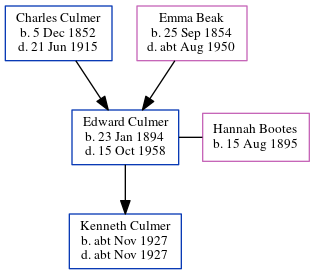 Charles Culmer
b. 5 Dec 1852
d. 21 Jun 1915
Emma Beak
b. 25 Sep 1854
d. abt Aug 1950
Edward Culmer
b. 23 Jan 1894
d. 15 Oct 1958
Hannah Bootes
b. 15 Aug 1895
Kenneth Culmer
b. abt Nov 1927
d. abt Nov 1927